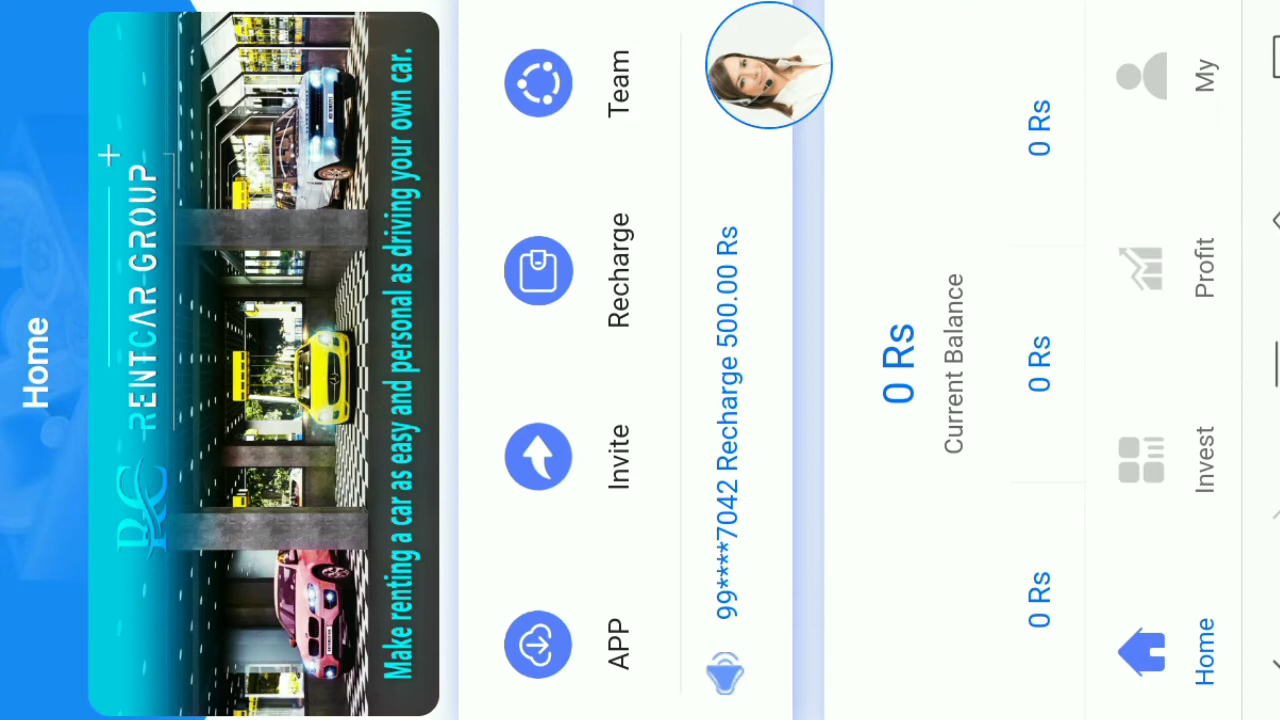 Home
RC RENTCAR GROUP
Make renting a car as easy and personal as driving your own car.
APP Invite Recharge Team
99****7042 Recharge 500.00 Rs
0 Rs
Current Balance
0 Rs 0 Rs 0 Rs
Home Invest Profit My